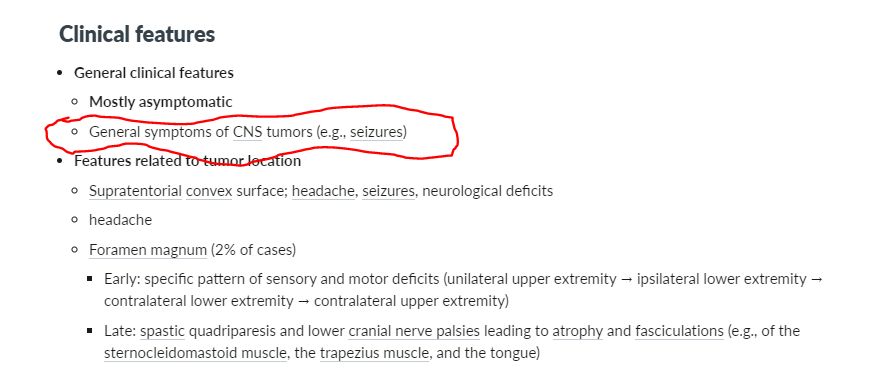 Clinical features
General clinical features
Mostly asymptomatic
General symptoms of CNS tumors (e.g., seizures)
Features related to tumor location
Supratentorial convex surface; headache, seizures, neurological deficits
headache
Foramen magnum (2% of cases)
Early: specific pattern of sensory and motor deficits (unilateral upper extremity → ipsilateral lower extremity →
contralateral lower extremity → contralateral upper extremity)
Late: spastic quadriparesis and lower cranial nerve palsies leading to atrophy and fasciculations (e.g., of the
sternocleidomastoid muscle, the trapezius muscle, and the tongue)